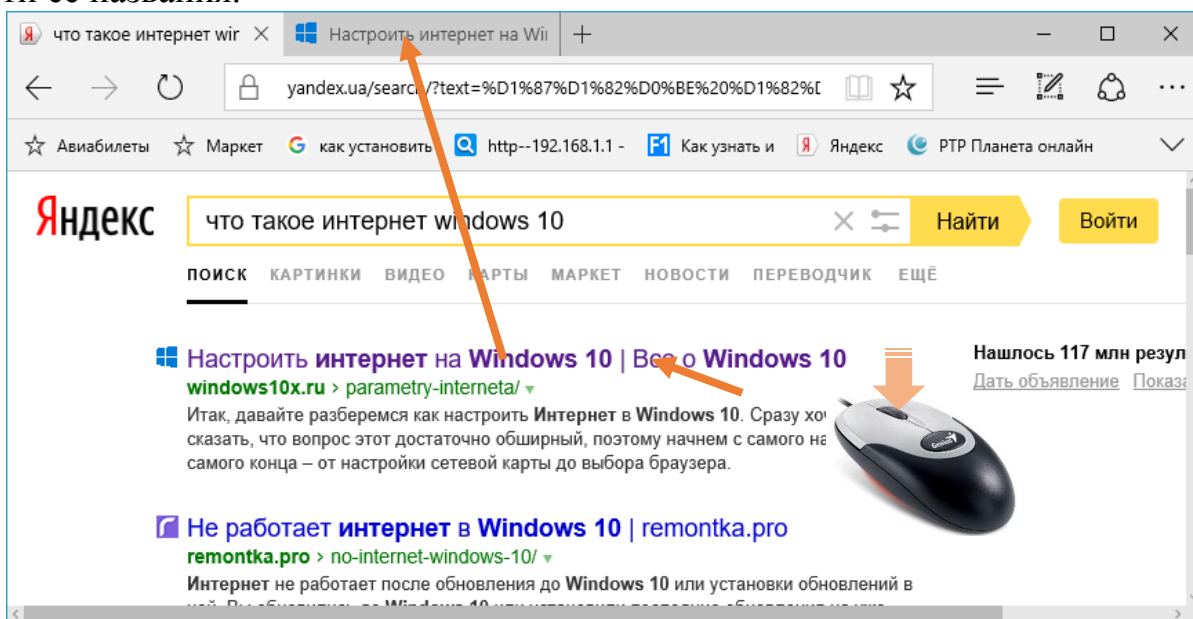 что такое интернет wir
Настроить интернет на Wi
yandex.ua/search/?text=%D1%87%D1%82%D0%BE%20%D1%82%
Авиабилеты Маркет как установить http--192.168.1.1 - Как узнать и Яндекс РТР Планета онлайн
Яндекс
что такое интернет windows 10
Найти
Войти
ПОИСК КАРТИНКИ ВИДЕО КАРТЫ МАРКЕТ НОВОСТИ ПЕРЕВОДЧИК ЕЩЁ
Настроить интернет на Windows 10 | Все о Windows 10
windows10x.ru > parametry-interneta/
Итак, давайте разберемся как настроить Интернет в Windows 10. Сразу
сказать, что вопрос этот достаточно обширный, поэтому начнем с самого
самого конца – от настройки сетевой карты до выбора браузера.
Нашлось 117 млн резул
Дать объявление Показа
Genius
Не работает интернет в Windows 10 | remontka.pro
remontka.pro > no-internet-windows-10/
Интернет не работает после обновления до Windows 10 или установки обновлений в